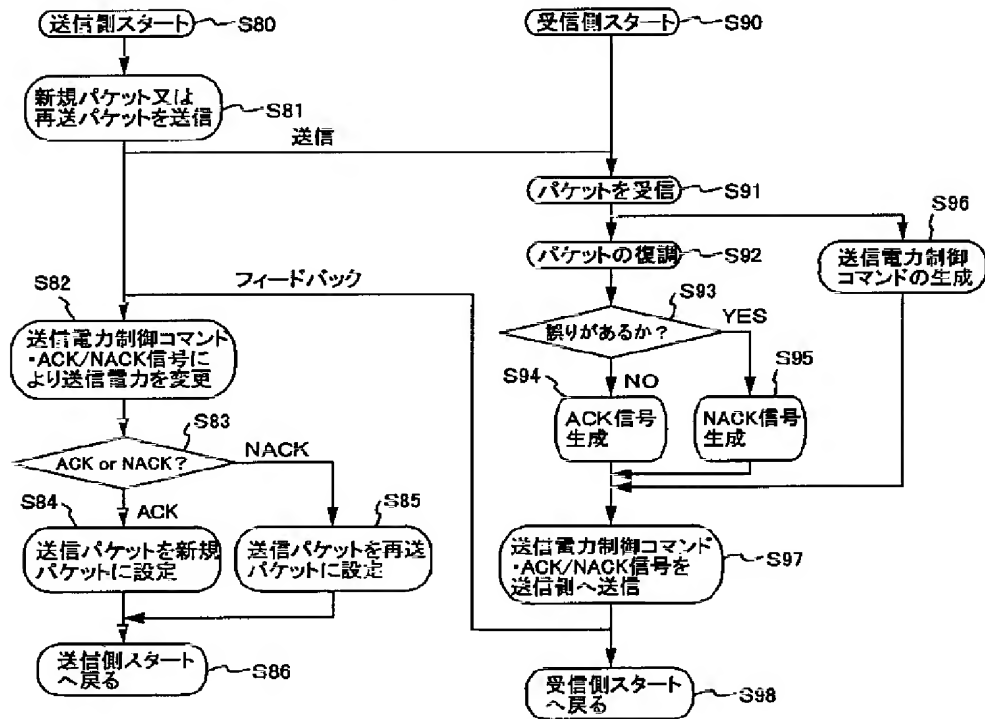 送信側スタート
S80
新規パケット又は
再送パケットを送信
S81
送信
フィードバック
S82
送信電力制御コマンド
・ACK/NACK信号に
より送信電力を変更
S83
ACK or NACK?
NACK
ACK
S84
送信パケットを新規
パケットに設定
S85
送信パケットを再送
パケットに設定
送信側スタート
へ戻る
S86
受信側スタート
S90
パケットを受信
S91
パケットの復調
S92
S96
送信電力制御
コマンドの生成
S93
誤りがあるか?
YES
NO
S94
ACK信号
生成
S95
NACK信号
生成
送信電力制御コマンド
・ACK/NACK信号を
送信側へ送信
S97
受信側スタート
へ戻る
S98